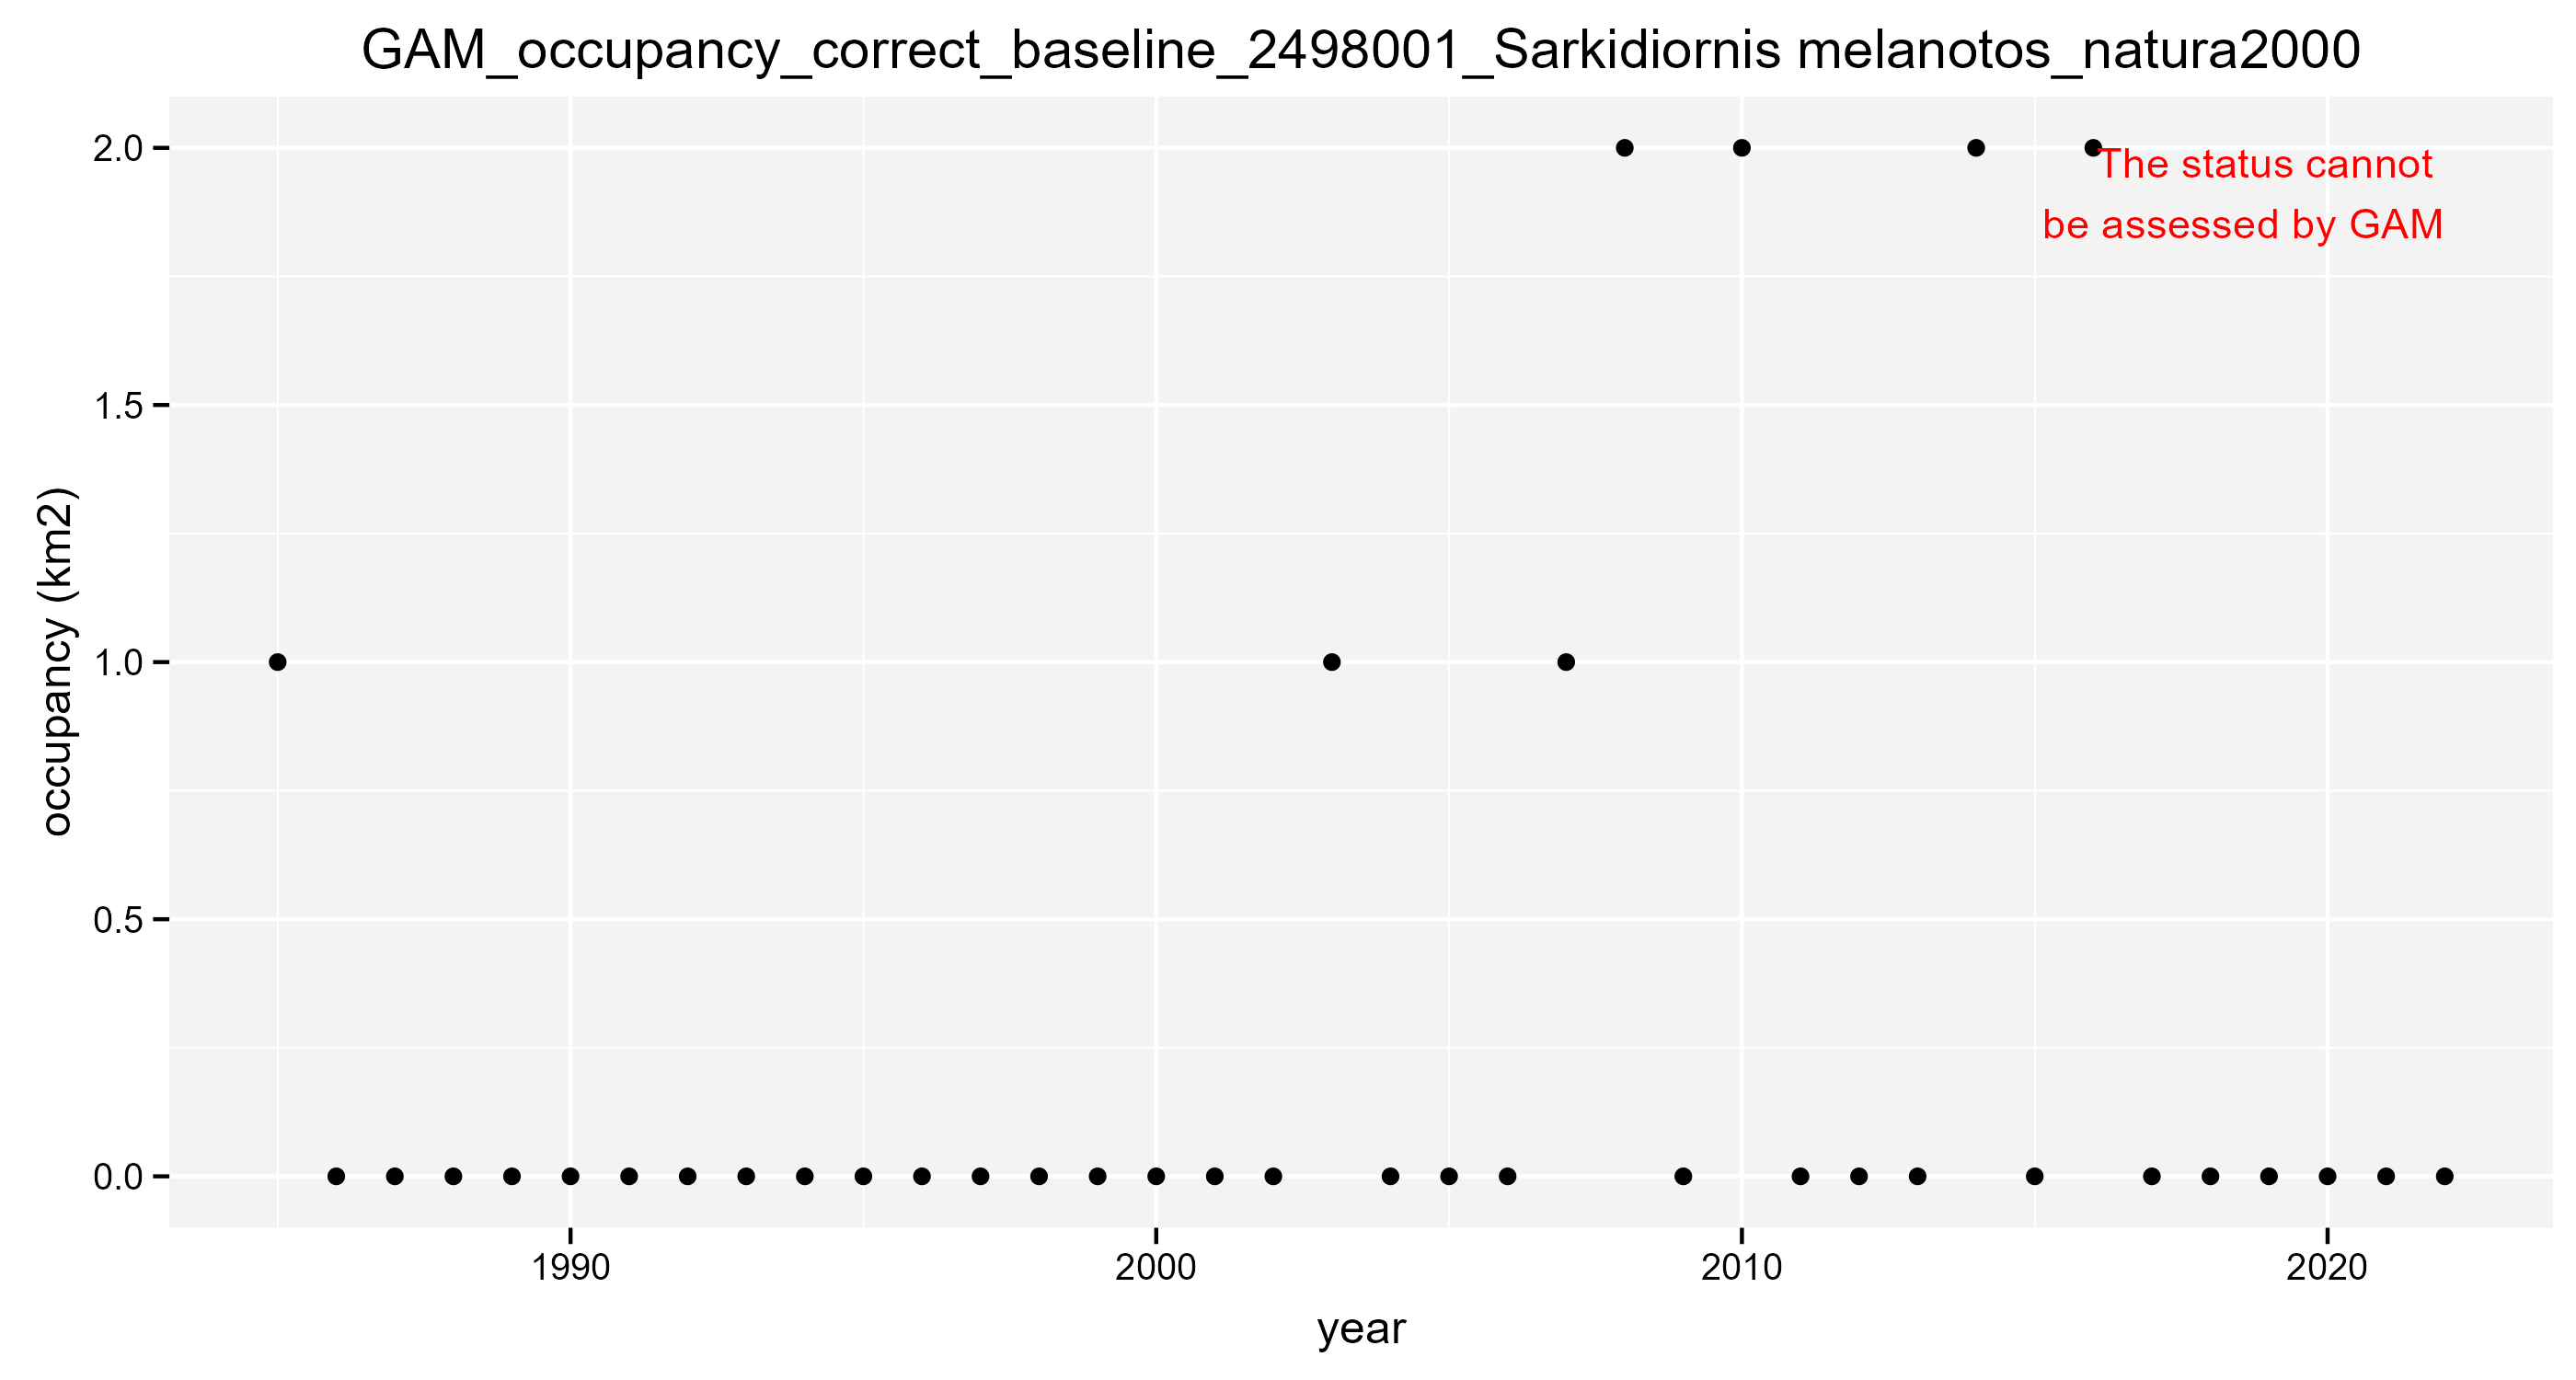 GAM_occupancy_correct_baseline_2498001_Sarkidiornis melanotos_natura2000
The status cannot
be assessed by GAM
occupancy (km2)
2.0
1.5
1.0
0.5
0.0
1990
2000
2010
2020
year